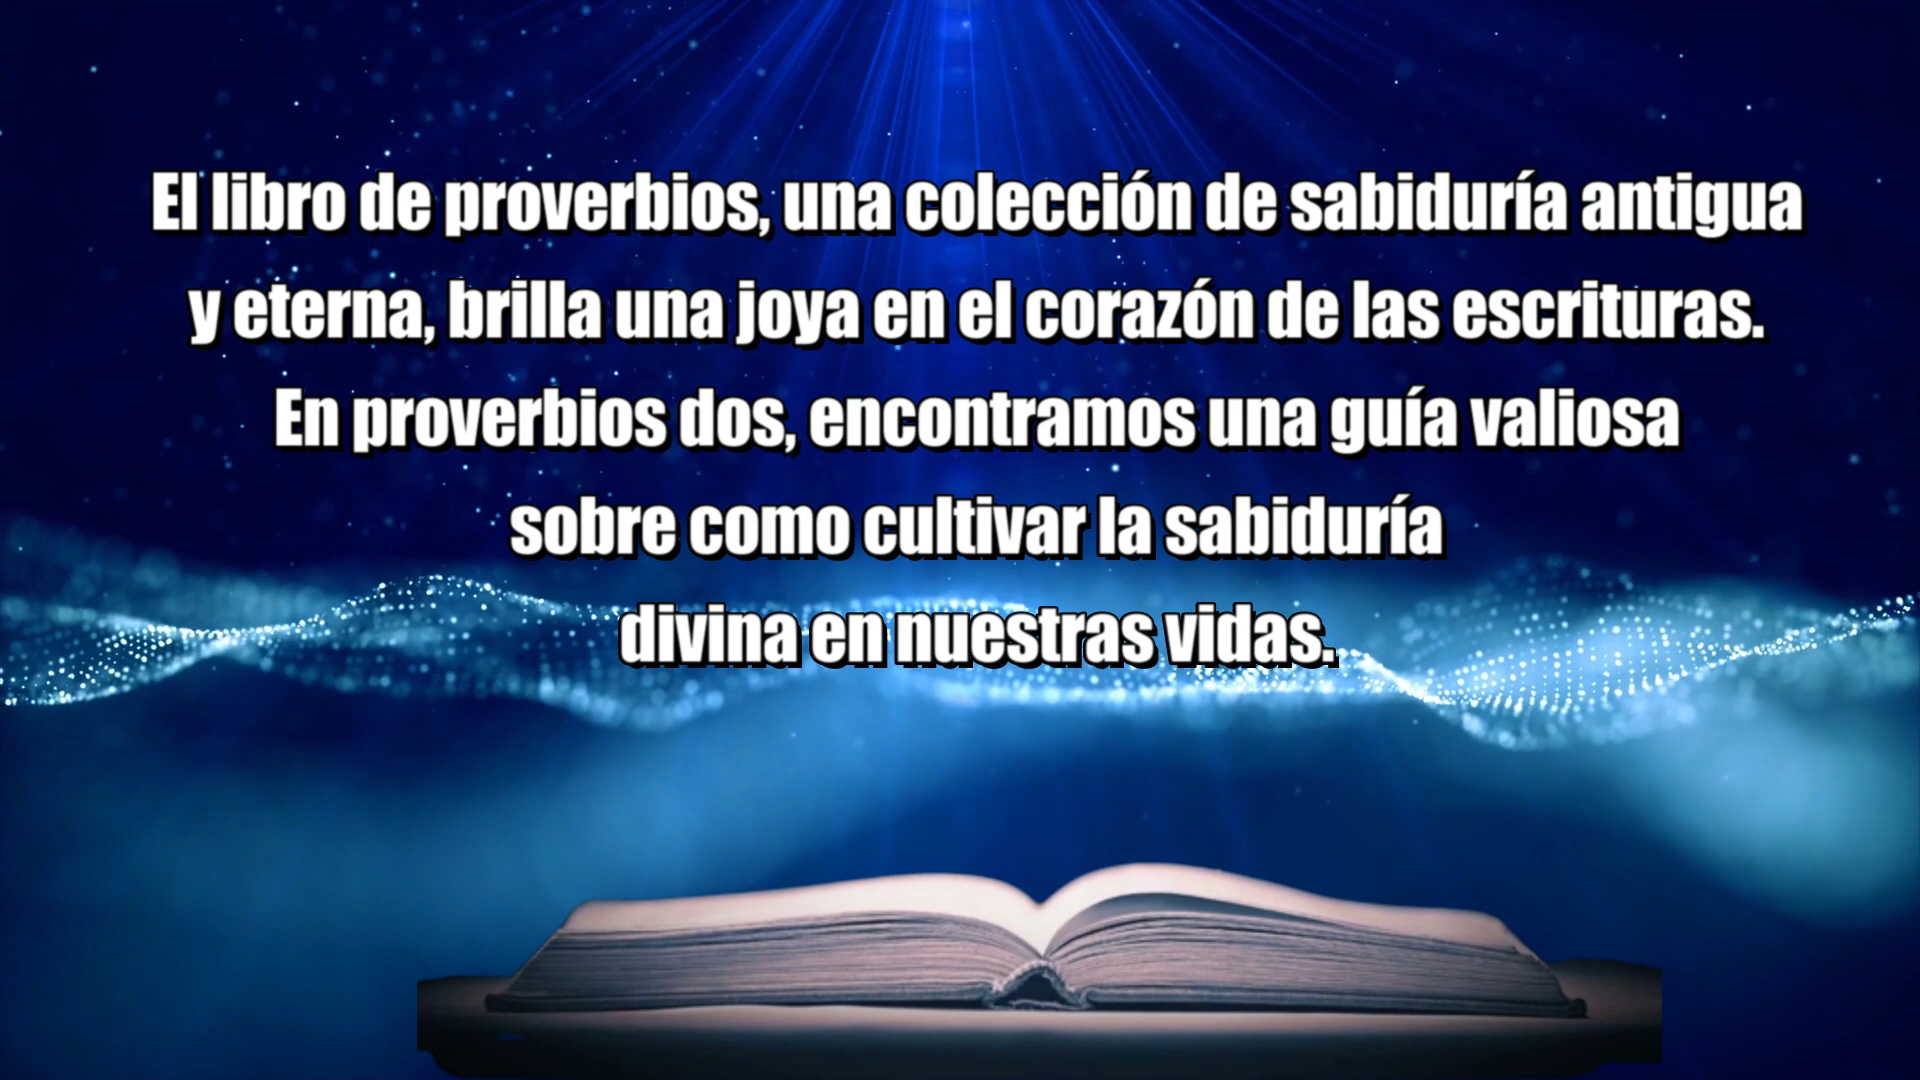 El libro de proverbios, una colección de sabiduría antigua
y eterna, brilla una joya en el corazón de las escrituras.
En proverbios dos, encontramos una guía valiosa
sobre como cultivar la sabiduría
divina en nuestras vidas.